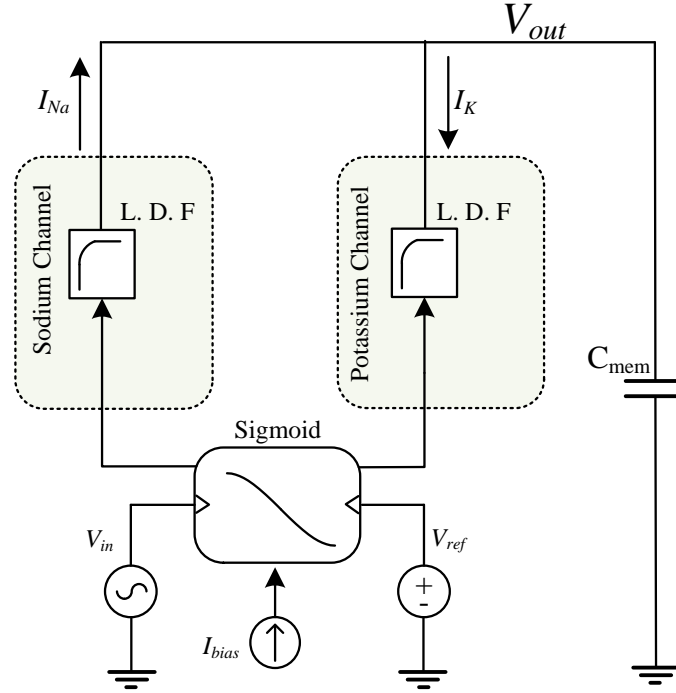 V_out
I_Na
I_K
Sodium Channel
L. D. F
Potassium Channel
L. D. F
C_mem
Sigmoid
V_in
V_ref
+
-
I_bias